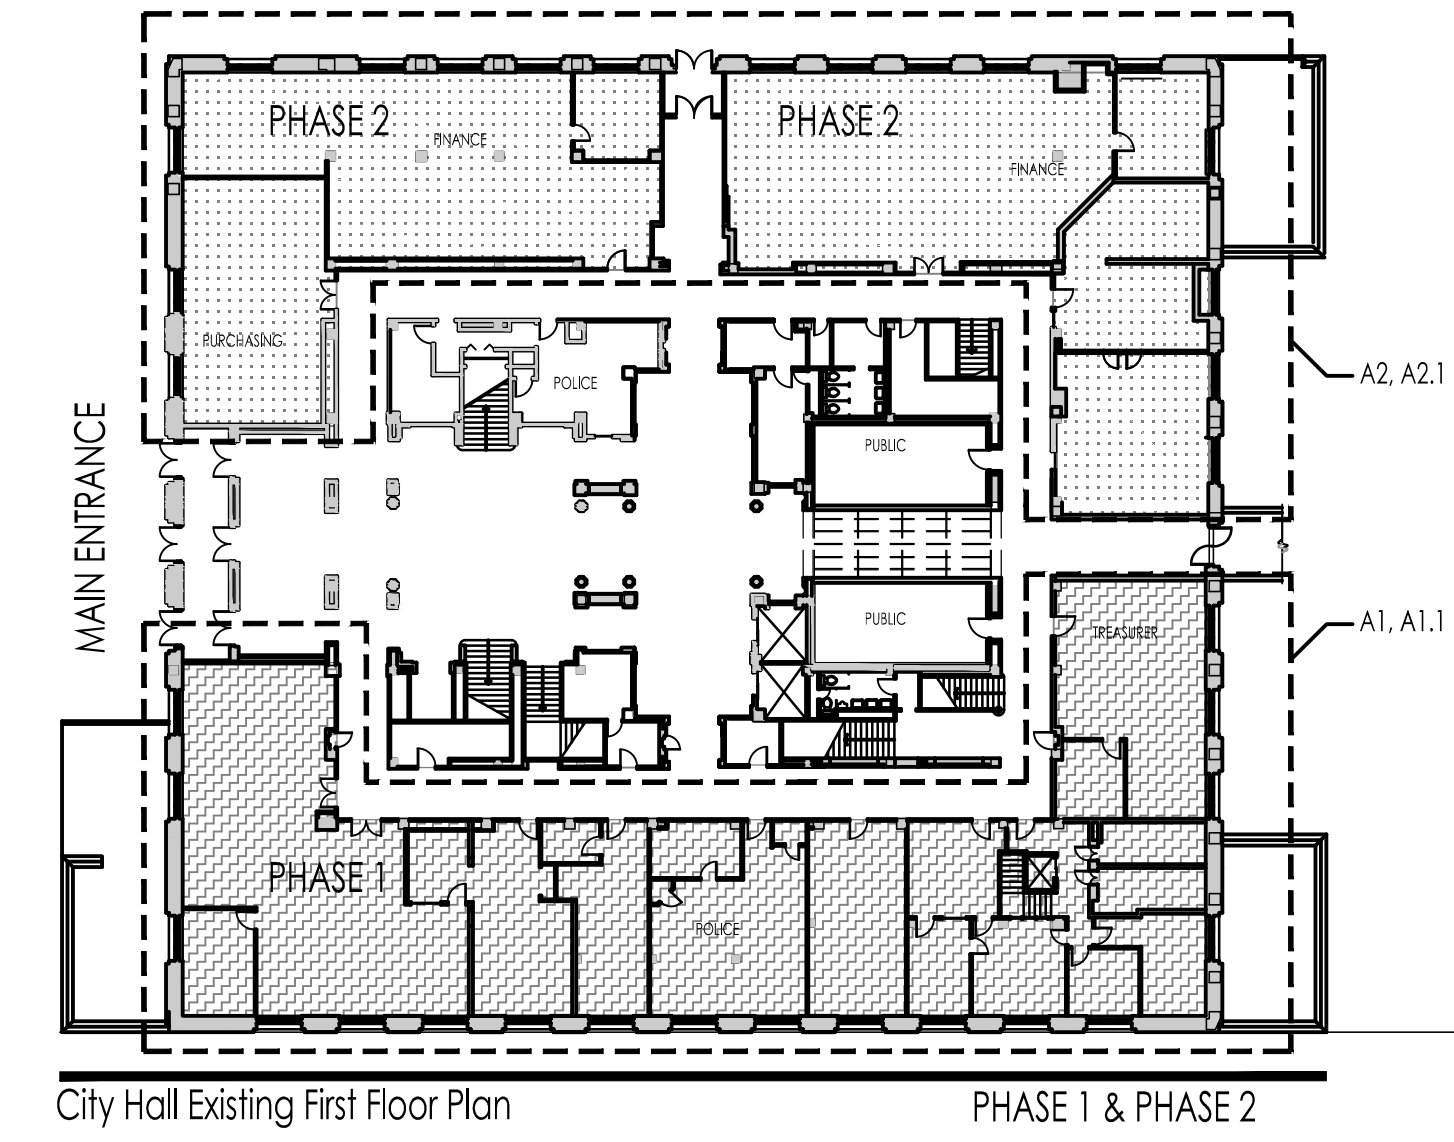 PHASE 2
PHASE 2
FINANCE
FINANCE
PURCHASING
A2, A2.1
POLICE
MAIN ENTRANCE
PUBLIC
PUBLIC
A1, A1.1
TREASURER
PHASE 1
POLICE
City Hall Existing First Floor Plan
PHASE 1 & PHASE 2